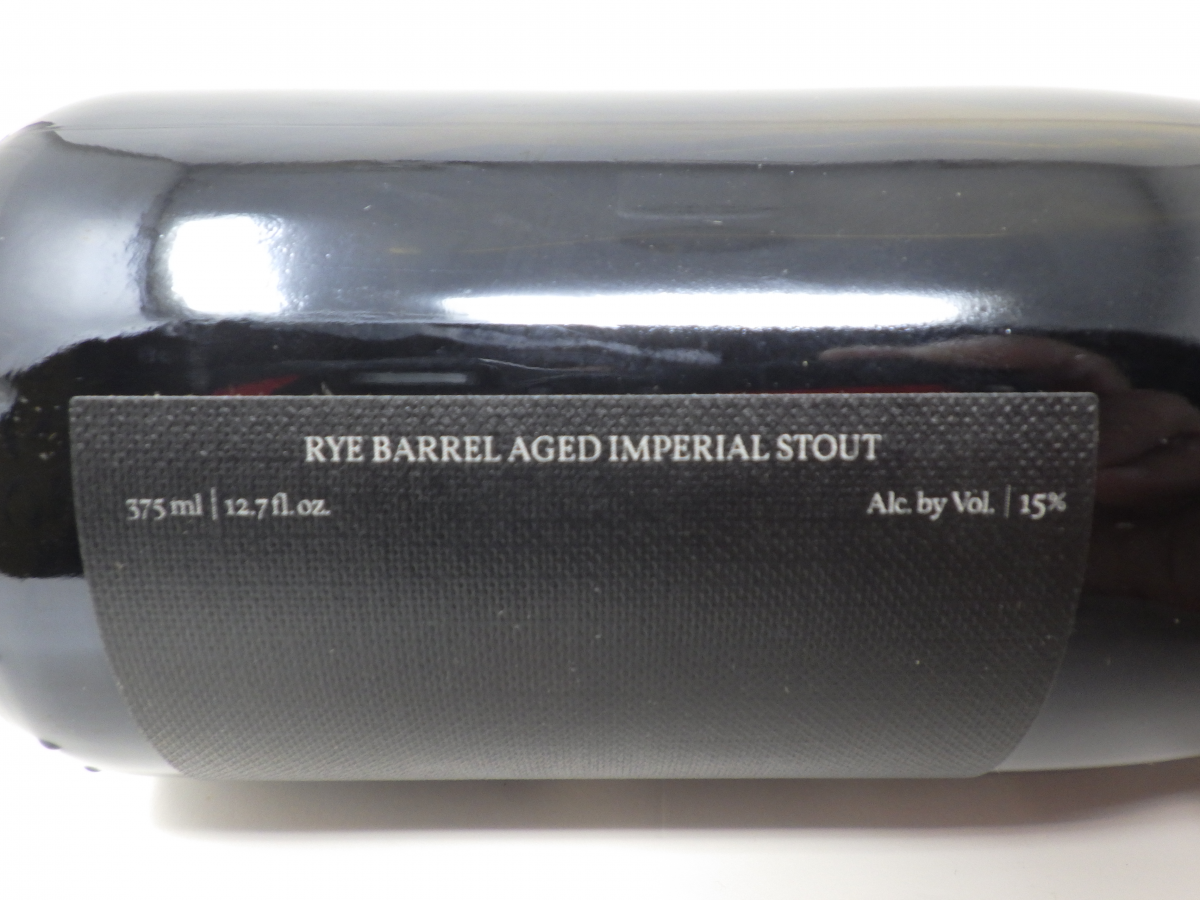 RYE BARREL AGED IMPERIAL STOUT
375 ml | 12.7 fl. oz. Alc. by Vol. | 15%